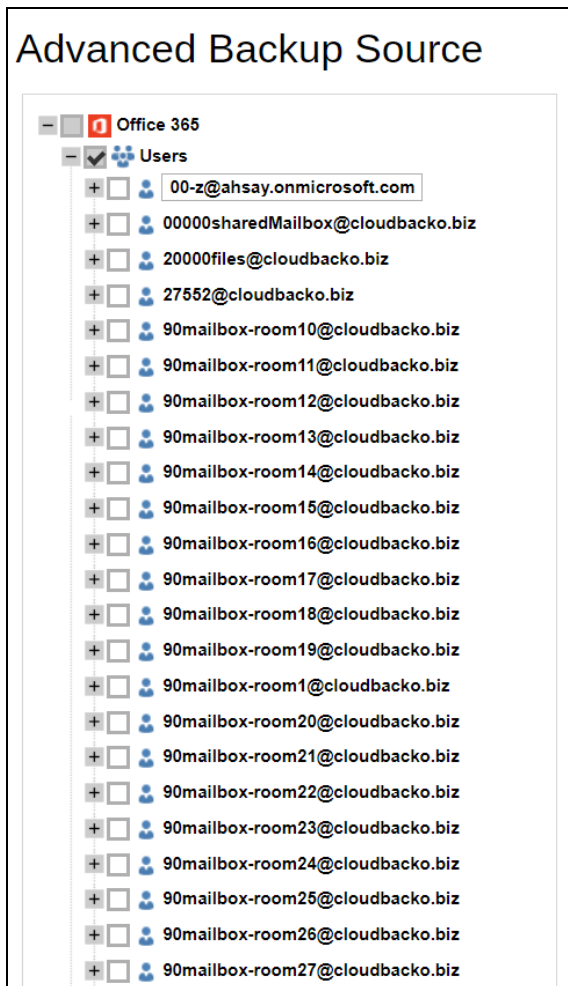 Advanced Backup Source
Office 365
Users
00-z@ahsay.onmicrosoft.com
00000sharedMailbox@cloudbacko.biz
20000files@cloudbacko.biz
27552@cloudbacko.biz
90mailbox-room10@cloudbacko.biz
90mailbox-room11@cloudbacko.biz
90mailbox-room12@cloudbacko.biz
90mailbox-room13@cloudbacko.biz
90mailbox-room14@cloudbacko.biz
90mailbox-room15@cloudbacko.biz
90mailbox-room16@cloudbacko.biz
90mailbox-room17@cloudbacko.biz
90mailbox-room18@cloudbacko.biz
90mailbox-room19@cloudbacko.biz
90mailbox-room1@cloudbacko.biz
90mailbox-room20@cloudbacko.biz
90mailbox-room21@cloudbacko.biz
90mailbox-room22@cloudbacko.biz
90mailbox-room23@cloudbacko.biz
90mailbox-room24@cloudbacko.biz
90mailbox-room25@cloudbacko.biz
90mailbox-room26@cloudbacko.biz
90mailbox-room27@cloudbacko.biz